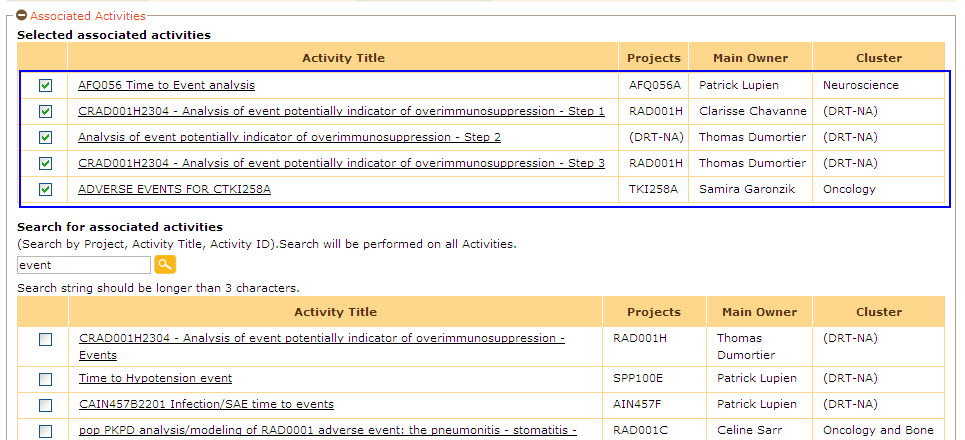 Associated Activities
Selected associated activities
Activity Title Projects Main Owner Cluster
AFQ056 Time to Event analysis AFQ056A Patrick Lupien Neuroscience
CRAD001H2304 - Analysis of event potentially indicator of overimmunosuppression - Step 1 RAD001H Clarisse Chavanne (DRT-NA)
Analysis of event potentially indicator of overimmunosuppression - Step 2 (DRT-NA) Thomas Dumortier (DRT-NA)
CRAD001H2304 - Analysis of event potentially indicator of overimmunosuppression - Step 3 RAD001H Thomas Dumortier (DRT-NA)
ADVERSE EVENTS FOR CTKI258A TKI258A Samira Garonzik Oncology
Search for associated activities
(Search by Project, Activity Title, Activity ID).Search will be performed on all Activities.
event
Search string should be longer than 3 characters.
Activity Title Projects Main Owner Cluster
CRAD001H2304 - Analysis of event potentially indicator of overimmunosuppression - RAD001H Thomas (DRT-NA)
Events Dumortier
Time to Hypotension event SPP100E Patrick Lupien (DRT-NA)
CAIN457B2201 Infection/SAE time to events AIN457F Patrick Lupien (DRT-NA)
pop PKPD analysis/modeling of RAD0001 adverse event: the pneumonitis - stomatitis - RAD001C Celine Sarr Oncology and Bone